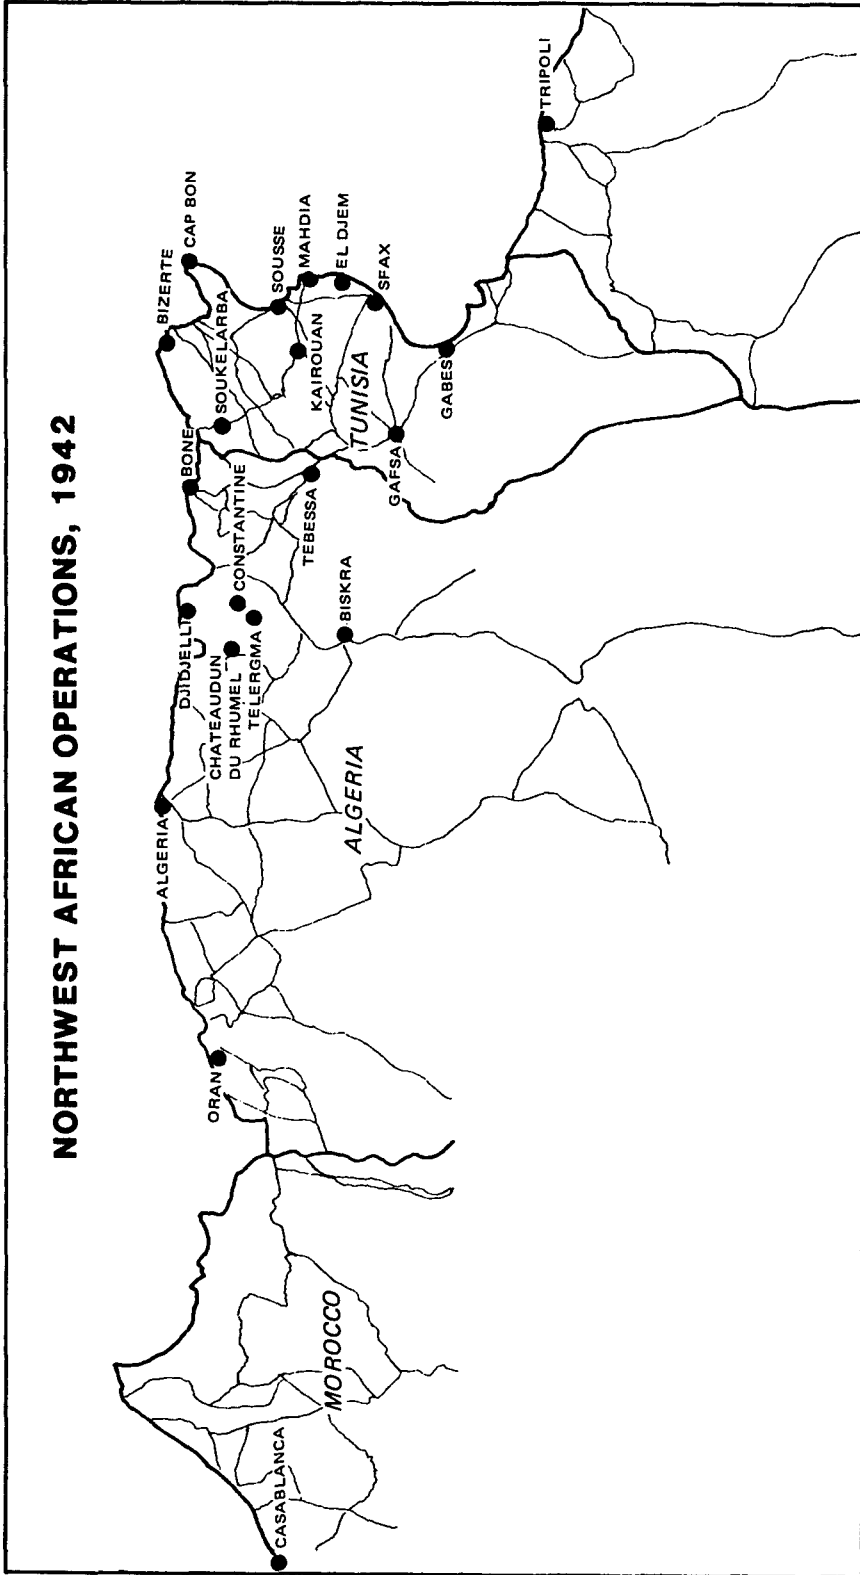 NORTHWEST AFRICAN OPERATIONS, 1942
CASABLANCA
MOROCCO
ORAN
ALGERIA
ALGERIA
DJIDJELLI
CHATEAUDUN
DU RHUMEL
TELERGMA
CONSTANTINE
BISKRA
BONE
TEBESSA
SOUKELARBA
BIZERTE
CAP BON
TUNISIA
KAIROUAN
SOUSSE
MAHDIA
EL DJEM
SFAX
GAFSA
GABES
TRIPOLI